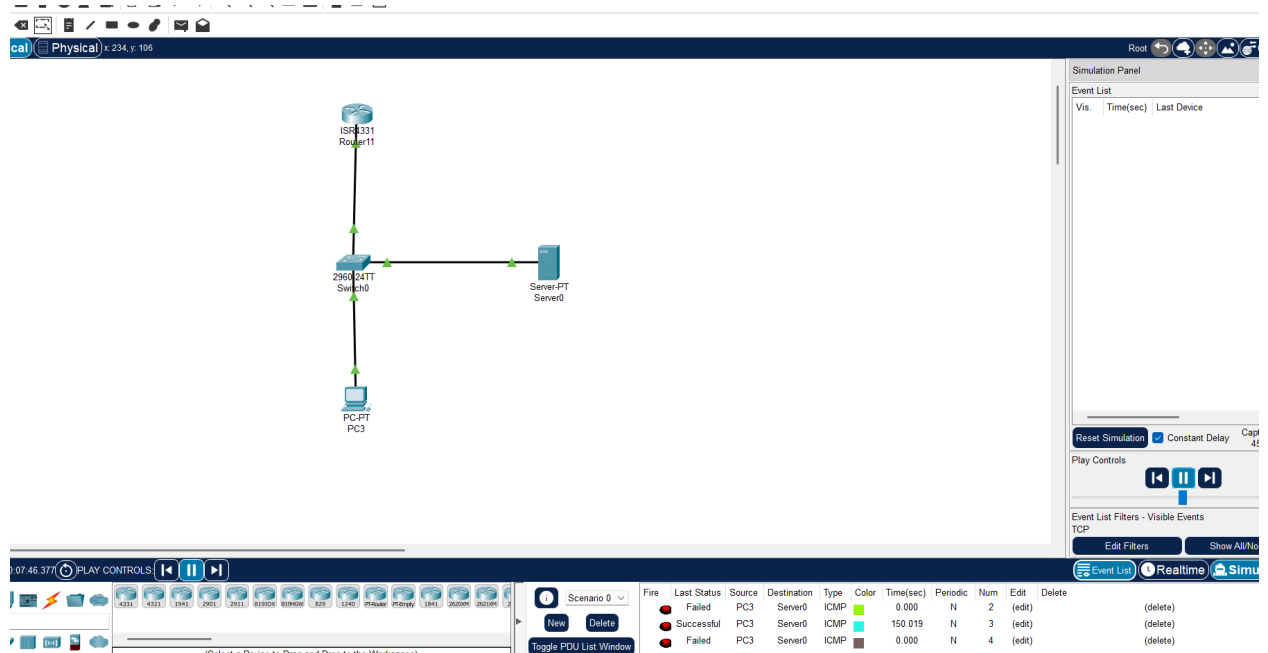 cal) Physical x: 234, y: 106 Root
Simulation Panel
Event List
Vis. Time(sec) Last Device
ISR4331
Router11
2960-24TT
Switch0
Server-PT
Server0
PC-PT
PC3
Reset Simulation Constant Delay
Play Controls
Event List Filters - Visible Events
TCP
Edit Filters Show All/No
:07:46.377 PLAY CONTROLS:
Event List Realtime Simu
4331 4321 1941 2901 2911 819IOX 819HGW 829 1240 PT-Router PT-Empty 1841 2620XM 2621XM 2
Scenario 0
New Delete
Toggle PDU List Window
Fire Last Status Source Destination Type Color Time(sec) Periodic Num Edit Delete
Failed PC3 Server0 ICMP 0.000 N 2 (edit) (delete)
Successful PC3 Server0 ICMP 150.019 N 3 (edit) (delete)
Failed PC3 Server0 ICMP 0.000 N 4 (edit) (delete)